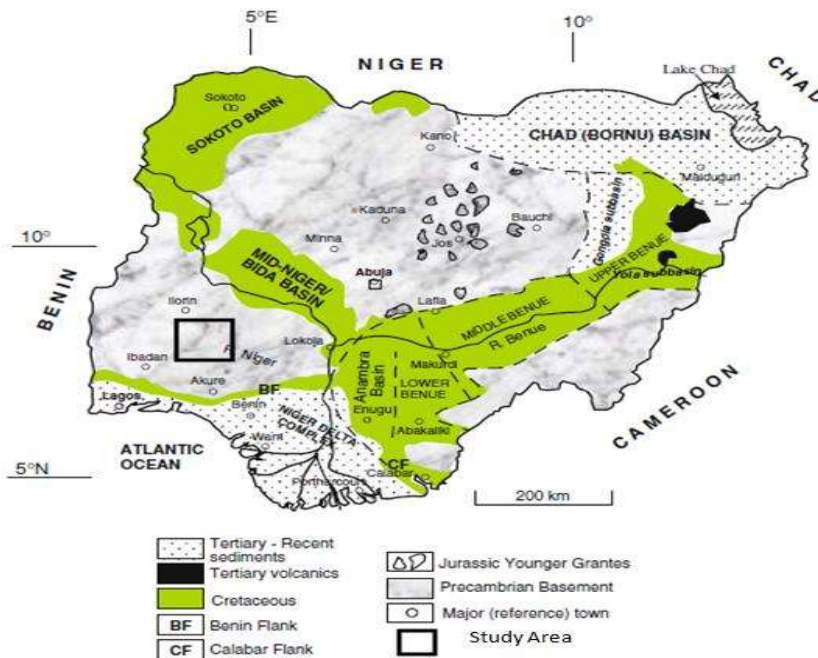 5°E
10°
NIGER
CHAD
Lake Chad
Sokoto
SOKOTO BASIN
Kano
CHAD (BORNU) BASIN
Maiduguri
Kaduna
Bauchi
Gongola subbasin
Minna
Jos
10°
MID-NIGER/
BIDA BASIN
Abuja
UPPER BENUE
Yola subbasin
BENIN
Ilorin
Lafia
MIDDLE BENUE
R. Benue
Lokoja
R. Niger
Ibadan
Makurdi
Anambra
Basin
LOWER
BENUE
Akure
BF
Lagos
Benin
Enugu
Abakaliki
CAMEROON
NIGER DELTA
COMPLEX
Warri
ATLANTIC
OCEAN
CF
Calabar
5°N
Portharcourt
200 km
Tertiary - Recent
sediments
Tertiary volcanics
Cretaceous
BF Benin Flank
CF Calabar Flank
Jurassic Younger Grantes
Precambrian Basement
Major (reference) town
Study Area